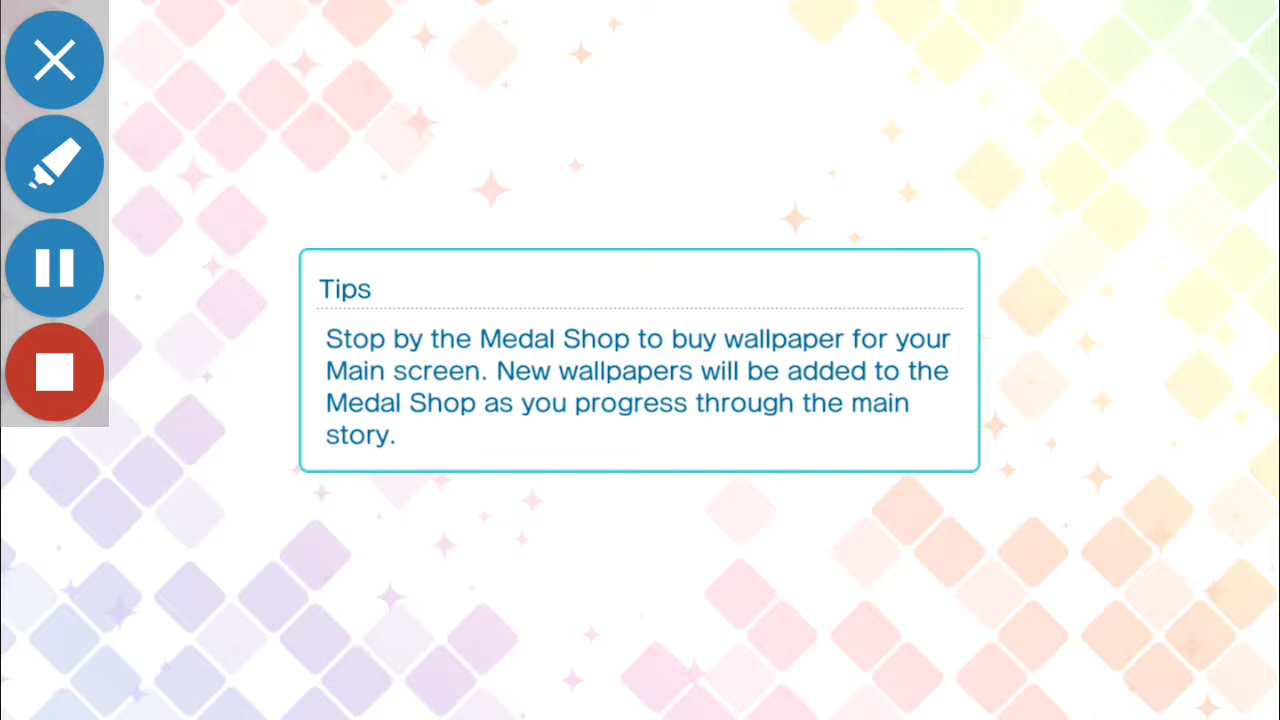 Tips
Stop by the Medal Shop to buy wallpaper for your
Main screen. New wallpapers will be added to the
Medal Shop as you progress through the main
story.